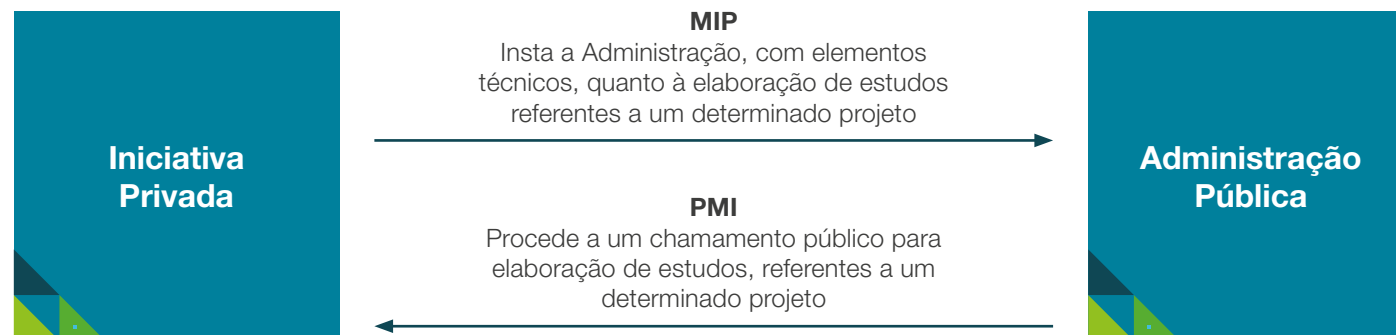 MIP
Insta a Administração, com elementos
técnicos, quanto à elaboração de estudos
referentes a um determinado projeto
Iniciativa
Privada
Administração
Pública
PMI
Procede a um chamamento público para
elaboração de estudos, referentes a um
determinado projeto